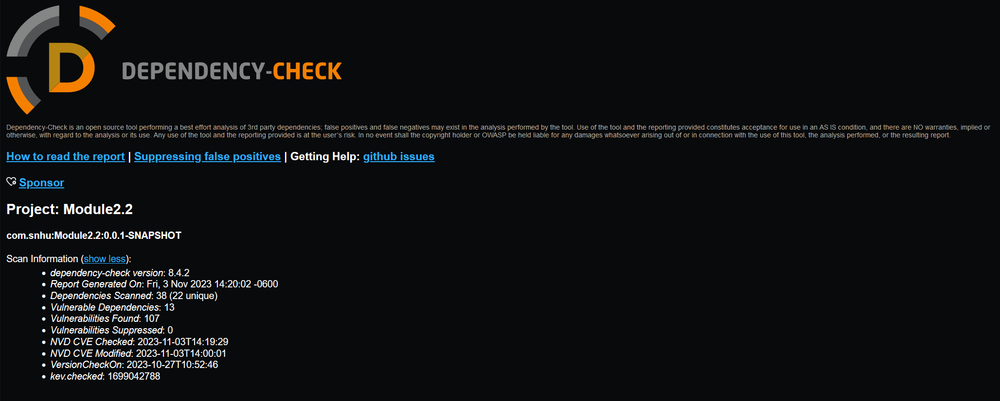 D
DEPENDENCY-CHECK
Dependency-Check is an open source tool performing a best effort analysis of 3rd party dependencies; false positives and false negatives may exist in the analysis performed by the tool. Use of the tool and the reporting provided constitutes acceptance for use in an AS IS condition, and there are NO warranties, implied or
otherwise, with regard to the analysis or its use. Any use of the tool and the reporting provided is at the user’s risk. In no event shall the copyright holder or OWASP be held liable for any damages whatsoever arising out of or in connection with the use of this tool, the analysis performed, or the resulting report.
How to read the report | Suppressing false positives | Getting Help: github issues
Sponsor
Project: Module2.2
com.snhu:Module2.2:0.0.1-SNAPSHOT
Scan Information (show less):
• dependency-check version: 8.4.2
• Report Generated On: Fri, 3 Nov 2023 14:20:02 -0600
• Dependencies Scanned: 38 (22 unique)
• Vulnerable Dependencies: 13
• Vulnerabilities Found: 107
• Vulnerabilities Suppressed: 0
• NVD CVE Checked: 2023-11-03T14:19:29
• NVD CVE Modified: 2023-11-03T14:00:01
• VersionCheckOn: 2023-10-27T10:52:46
• kev.checked: 1699042788